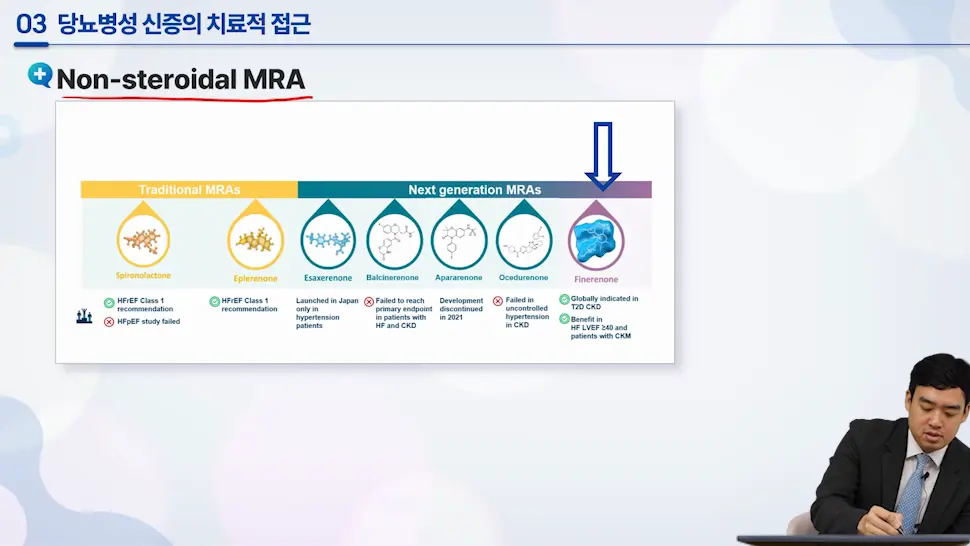 03 당뇨병성 신증의 치료적 접근
Non-steroidal MRA
Traditional MRAs
Next generation MRAs
Spironolactone
Eplerenone
Esaxerenone
Balcinrenone
Apararenone
Ocedurenone
Finerenone
HFrEF Class 1
recommendation
HFpEF study failed
HFrEF Class 1
recommendation
Launched in Japan
only in
hypertension
patients
Failed to reach
primary endpoint
in patients with
HF and CKD
Development
discontinued
in 2021
Failed in
uncontrolled
hypertension
in CKD
Globally indicated in
T2D CKD
Benefit in
HF LVEF ≥40 and
patients with CKM